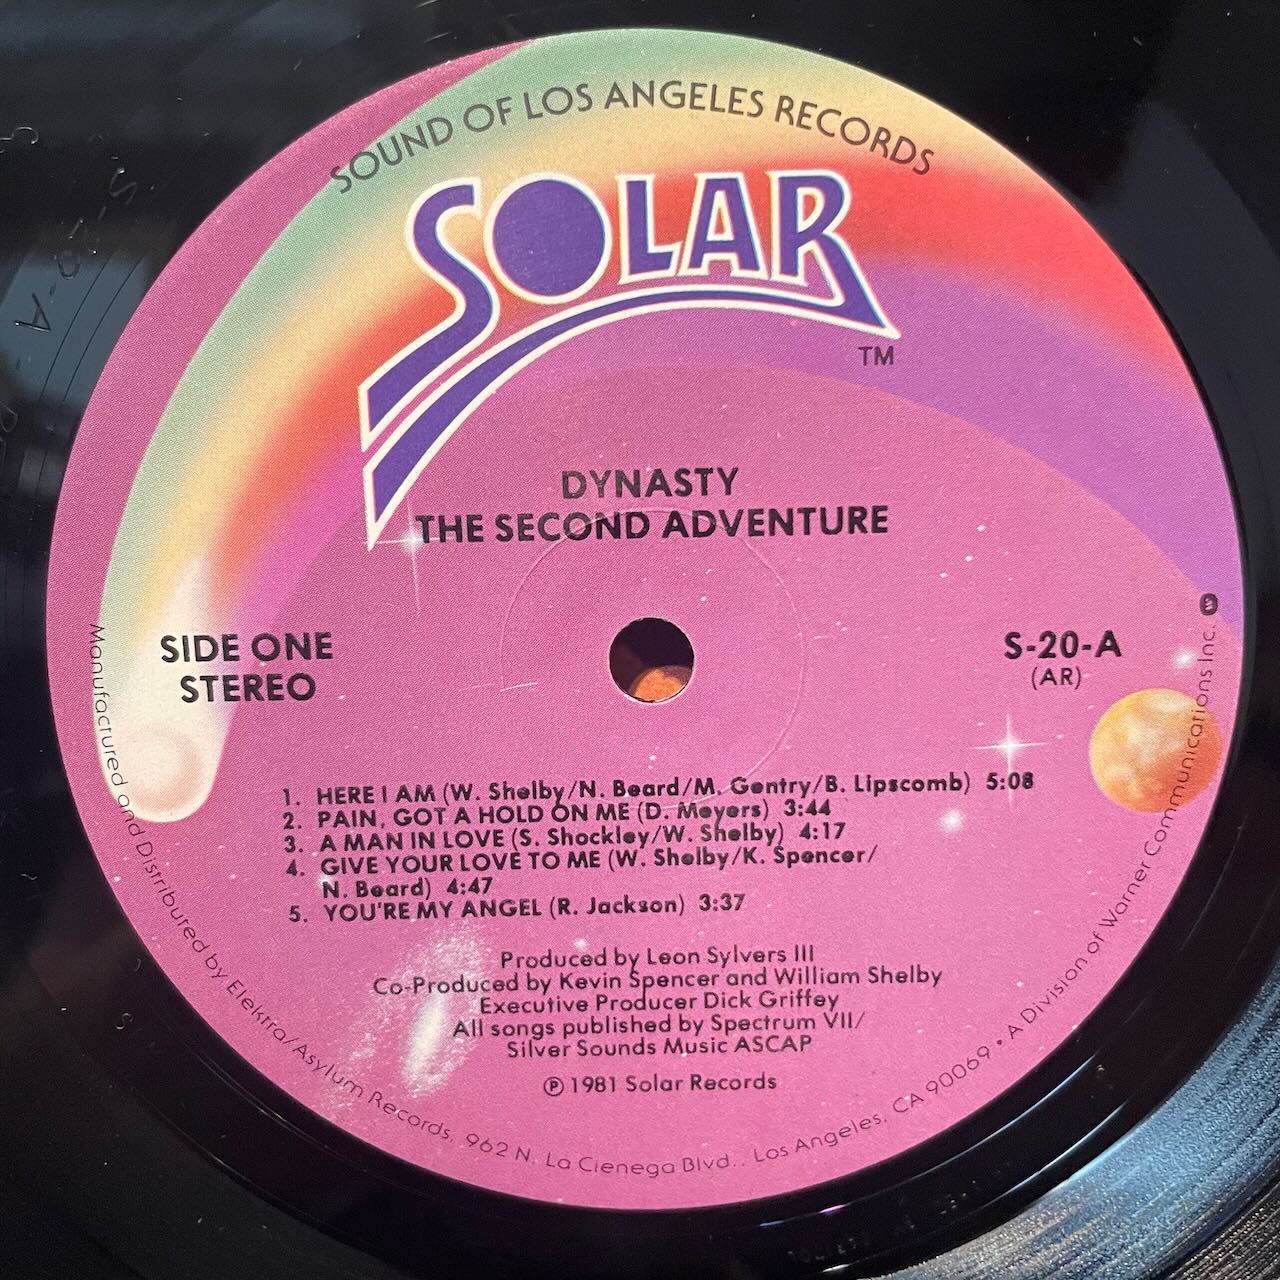 SOUND OF LOS ANGELES RECORDS
SOLAR
TM
DYNASTY
THE SECOND ADVENTURE
SIDE ONE
STEREO
S-20-A
(AR)
1. HERE I AM (W. Shelby/N. Beard/M. Gentry/B. Lipscomb) 5:08
2. PAIN, GOT A HOLD ON ME (D. Meyers) 3:44
3. A MAN IN LOVE (S. Shockley/W. Shelby) 4:17
4. GIVE YOUR LOVE TO ME (W. Shelby/K. Spencer/
N. Beard) 4:47
5. YOU'RE MY ANGEL (R. Jackson) 3:37
Produced by Leon Sylvers III
Co-Produced by Kevin Spencer and William Shelby
Executive Producer Dick Griffey
All songs published by Spectrum VII/
Silver Sounds Music ASCAP
℗ 1981 Solar Records
Manufactured and Distributed by Elektra/Asylum Records, 962 N. La Cienega Blvd., Los Angeles, CA 90069 • A Division of Warner Communications Inc.
S-20-A